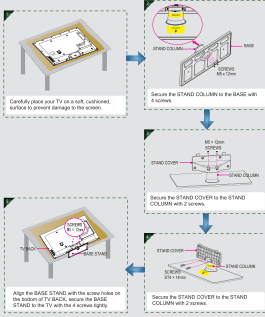 Carefully place your TV on a soft, cushioned,
surface to prevent damage to the screen.
STAND COLUMN
BASE
SCREWS
M5 x 12mm
Secure the STAND COLUMN to the BASE with
4 screws.
M5 × 12mm
SCREWS
STAND COVER
STAND COLUMN
Secure the STAND COVER to the STAND
COLUMN with 2 screws.
STAND COVER
STAND COLUMN
SCREWS
ST4 × 14mm
Secure the STAND COVER to the STAND
COLUMN with 2 screws.
SCREWS
TV BACK
BASE STAND
Align the BASE STAND with the screw holes on
the bottom of TV BACK, secure the BASE
STAND to the TV with the 4 screws tightly.